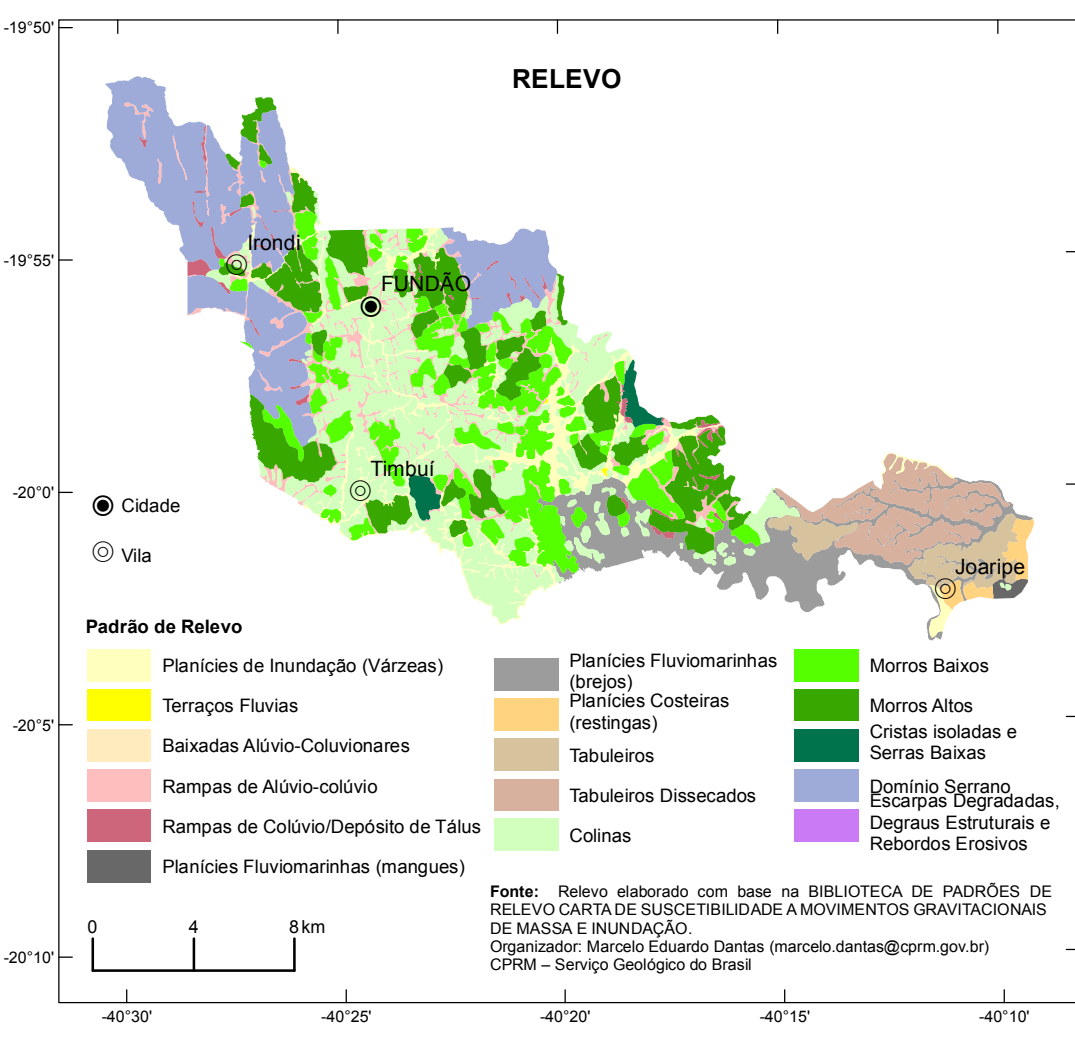 RELEVO
-19°50'
-19°55'
-20°0'
-20°5'
-20°10'
Irondi
FUNDÃO
Timbuí
Joaripe
Cidade
Vila
Padrão de Relevo
Planícies de Inundação (Várzeas)
Terraços Fluvias
Baixadas Alúvio-Coluvionares
Rampas de Alúvio-colúvio
Rampas de Colúvio/Depósito de Tálus
Planícies Fluviomarinhas (mangues)
Planícies Fluviomarinhas
(brejos)
Planícies Costeiras
(restingas)
Tabuleiros
Tabuleiros Dissecados
Colinas
Morros Baixos
Morros Altos
Cristas isoladas e
Serras Baixas
Domínio Serrano
Escarpas Degradadas,
Degraus Estruturais e
Rebordos Erosivos
0 4 8 km
Fonte: Relevo elaborado com base na BIBLIOTECA DE PADRÕES DE
RELEVO CARTA DE SUSCETIBILIDADE A MOVIMENTOS GRAVITACIONAIS
DE MASSA E INUNDAÇÃO.
Organizador: Marcelo Eduardo Dantas (marcelo.dantas@cprm.gov.br)
CPRM – Serviço Geológico do Brasil
-40°30' -40°25' -40°20' -40°15' -40°10'